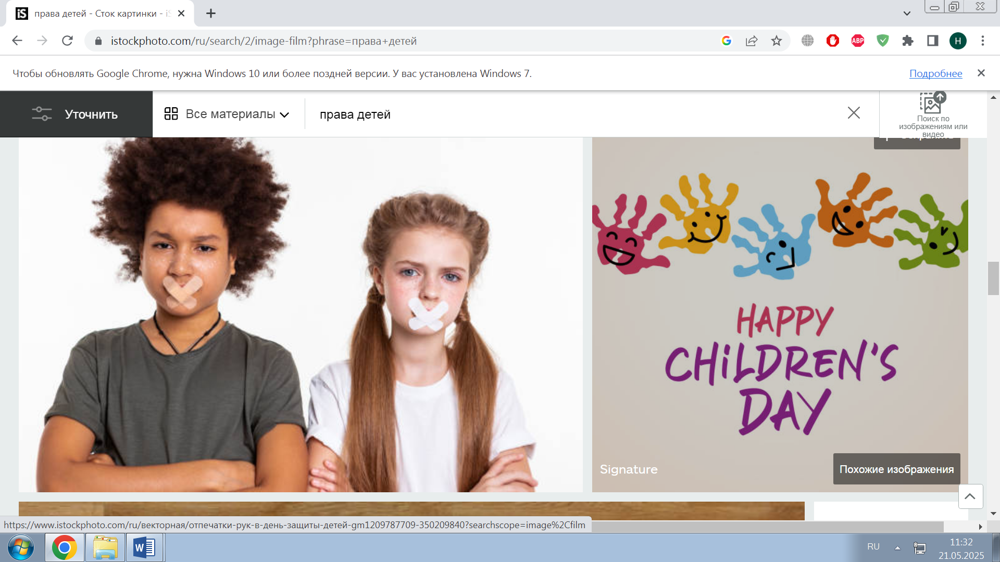 права детей - Сток картинки - iS
istockphoto.com/ru/search/2/image-film?phrase=права+детей
ABP
H
Чтобы обновлять Google Chrome, нужна Windows 10 или более поздней версии. У вас установлена Windows 7.
Подробнее
Уточнить
Все материалы
права детей
Поиск по
изображениям или
видео
HAPPY
CHiLDREN'S
DAY
Signature
Похожие изображения
https://www.istockphoto.com/ru/векторная/отпечатки-рук-в-день-защиты-детей-gm1209787709-350209840?searchscope=image%2Cfilm
RU
11:32
21.05.2025